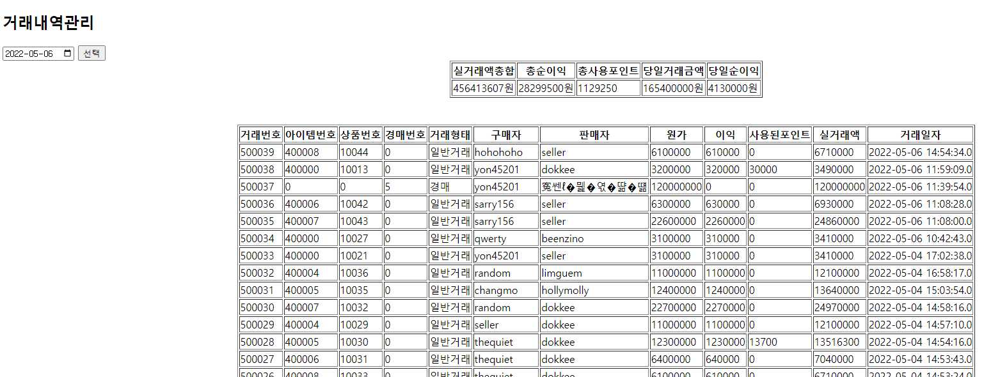 거래내역관리
2022-05-06 선택
실거래액총합 총순이익 총사용포인트 당일거래금액 당일순이익
456413607원 28299500원 1129250 165400000원 4130000원
거래번호 아이템번호 상품번호 경매번호 거래형태 구매자 판매자 원가 이익 사용된포인트 실거래액 거래일자
500039 400008 10044 0 일반거래 hohohoho seller 6100000 610000 0 6710000 2022-05-06 14:54:34.0
500038 400000 10013 0 일반거래 yon45201 dokkee 3200000 320000 30000 3490000 2022-05-06 11:59:09.0
500037 0 0 5 경매 yon45201 120000000 0 0 120000000 2022-05-06 11:39:54.0
500036 400006 10042 0 일반거래 sarry156 seller 6300000 630000 0 6930000 2022-05-06 11:08:28.0
500035 400007 10043 0 일반거래 sarry156 seller 22600000 2260000 0 24860000 2022-05-06 11:08:00.0
500034 400000 10027 0 일반거래 qwerty beenzino 3100000 310000 0 3410000 2022-05-06 10:42:43.0
500033 400000 10021 0 일반거래 yon45201 seller 3100000 310000 0 3410000 2022-05-04 17:02:38.0
500032 400004 10036 0 일반거래 random limguem 11000000 1100000 0 12100000 2022-05-04 16:58:17.0
500031 400005 10035 0 일반거래 changmo hollymolly 12400000 1240000 0 13640000 2022-05-04 15:03:54.0
500030 400007 10032 0 일반거래 random dokkee 22700000 2270000 0 24970000 2022-05-04 14:58:16.0
500029 400004 10029 0 일반거래 seller dokkee 11000000 1100000 0 12100000 2022-05-04 14:57:10.0
500028 400005 10030 0 일반거래 thequiet dokkee 12300000 1230000 13700 13516300 2022-05-04 14:54:16.0
500027 400006 10031 0 일반거래 thequiet dokkee 6400000 640000 0 7040000 2022-05-04 14:53:43.0
500026 400008 10033 0 일반거래 thequiet dokkee 6100000 610000 0 6710000 2022-05-04 14:53:24.0